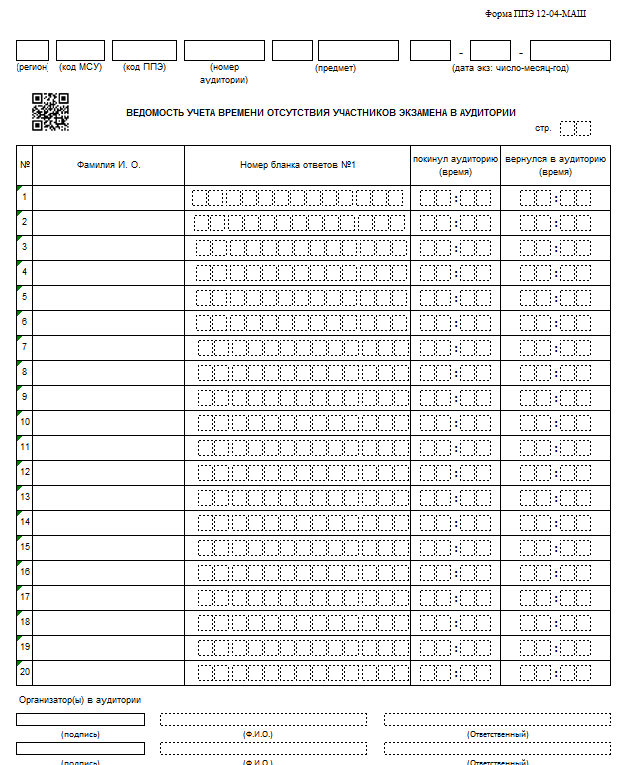 Форма ППЭ 12-04-МАШ
- -
(регион) (код МСУ) (код ППЭ) (номер аудитории) (предмет) (дата экз: число-месяц-год)
ВЕДОМОСТЬ УЧЕТА ВРЕМЕНИ ОТСУТСТВИЯ УЧАСТНИКОВ ЭКЗАМЕНА В АУДИТОРИИ
стр.
№ Фамилия И. О. Номер бланка ответов №1 покинул аудиторию (время) вернулся в аудиторию (время)
1 : :
2 : :
3 : :
4 : :
5 : :
6 : :
7 : :
8 : :
9 : :
10 : :
11 : :
12 : :
13 : :
14 : :
15 : :
16 : :
17 : :
18 : :
19 : :
20 : :
Организатор(ы) в аудитории
(подпись) (Ф.И.О.) (Ответственный)
(подпись) (Ф.И.О.) (Ответственный)